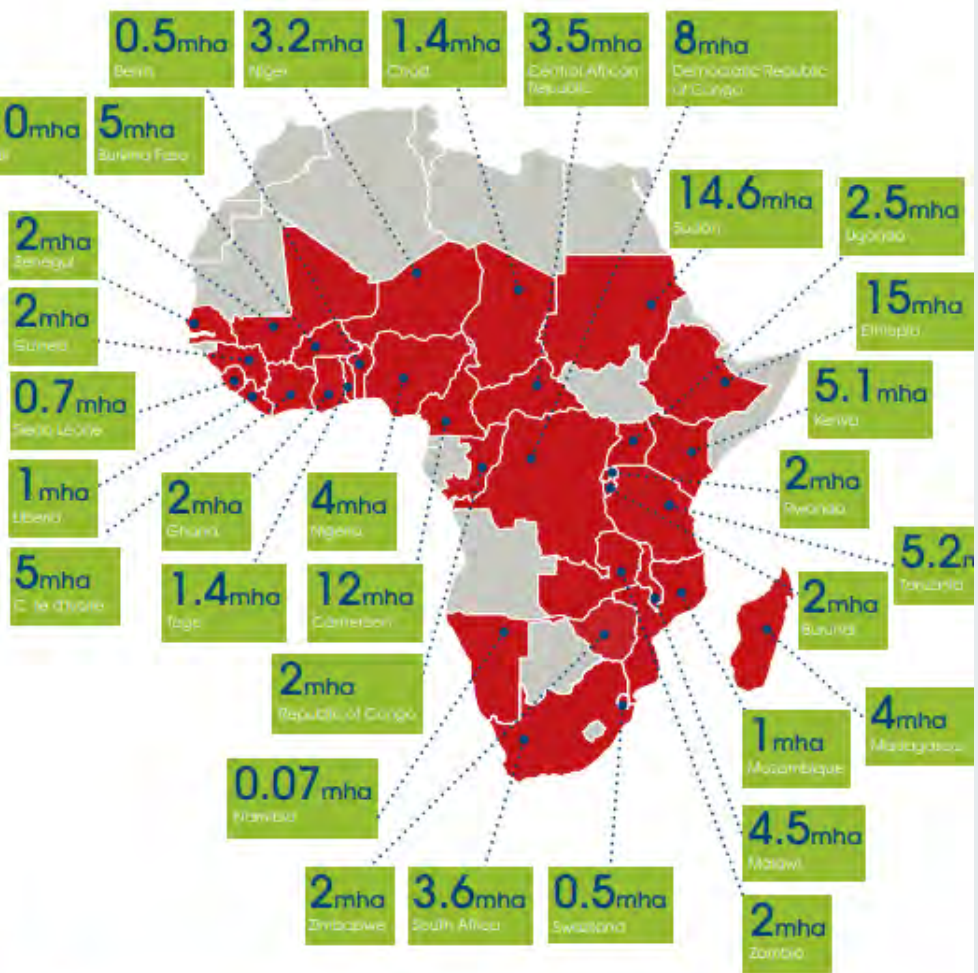 0.5mha
Benin
3.2mha
Niger
1.4mha
Chad
3.5mha
Central African
Republic
8mha
Democratic Republic
of Congo
0mha
5mha
Burkina Faso
14.6mha
Sudan
2.5mha
Uganda
2mha
Senegal
15mha
Ethiopia
2mha
Guinea
5.1mha
Kenya
0.7mha
Sierra Leone
1mha
Liberia
2mha
Ghana
4mha
Nigeria
2mha
Rwanda
5.2m
Tanzania
5mha
1.4mha
Togo
12mha
Cameroon
2mha
Burundi
2mha
Republic of Congo
4mha
Madagascar
1mha
Mozambique
0.07mha
Namibia
4.5mha
Malawi
2mha
Zimbabwe
3.6mha
South Africa
0.5mha
Swaziland
2mha
Zambia